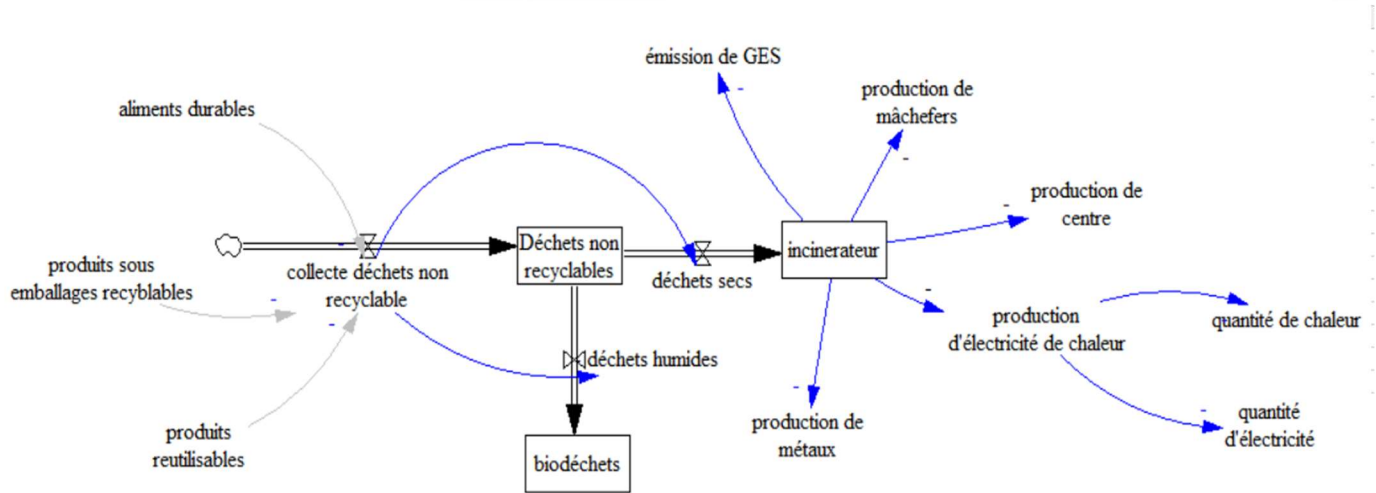 émission de GES
production de
mâchefers
aliments durables
production de
centre
Déchets non
recyclables
incinerateur
collecte déchets non
recyclable
déchets secs
produits sous
emballages recyblables
production
d'électricité de chaleur
quantité de chaleur
déchets humides
produits
reutilisables
production de
métaux
quantité
d'électricité
biodéchets